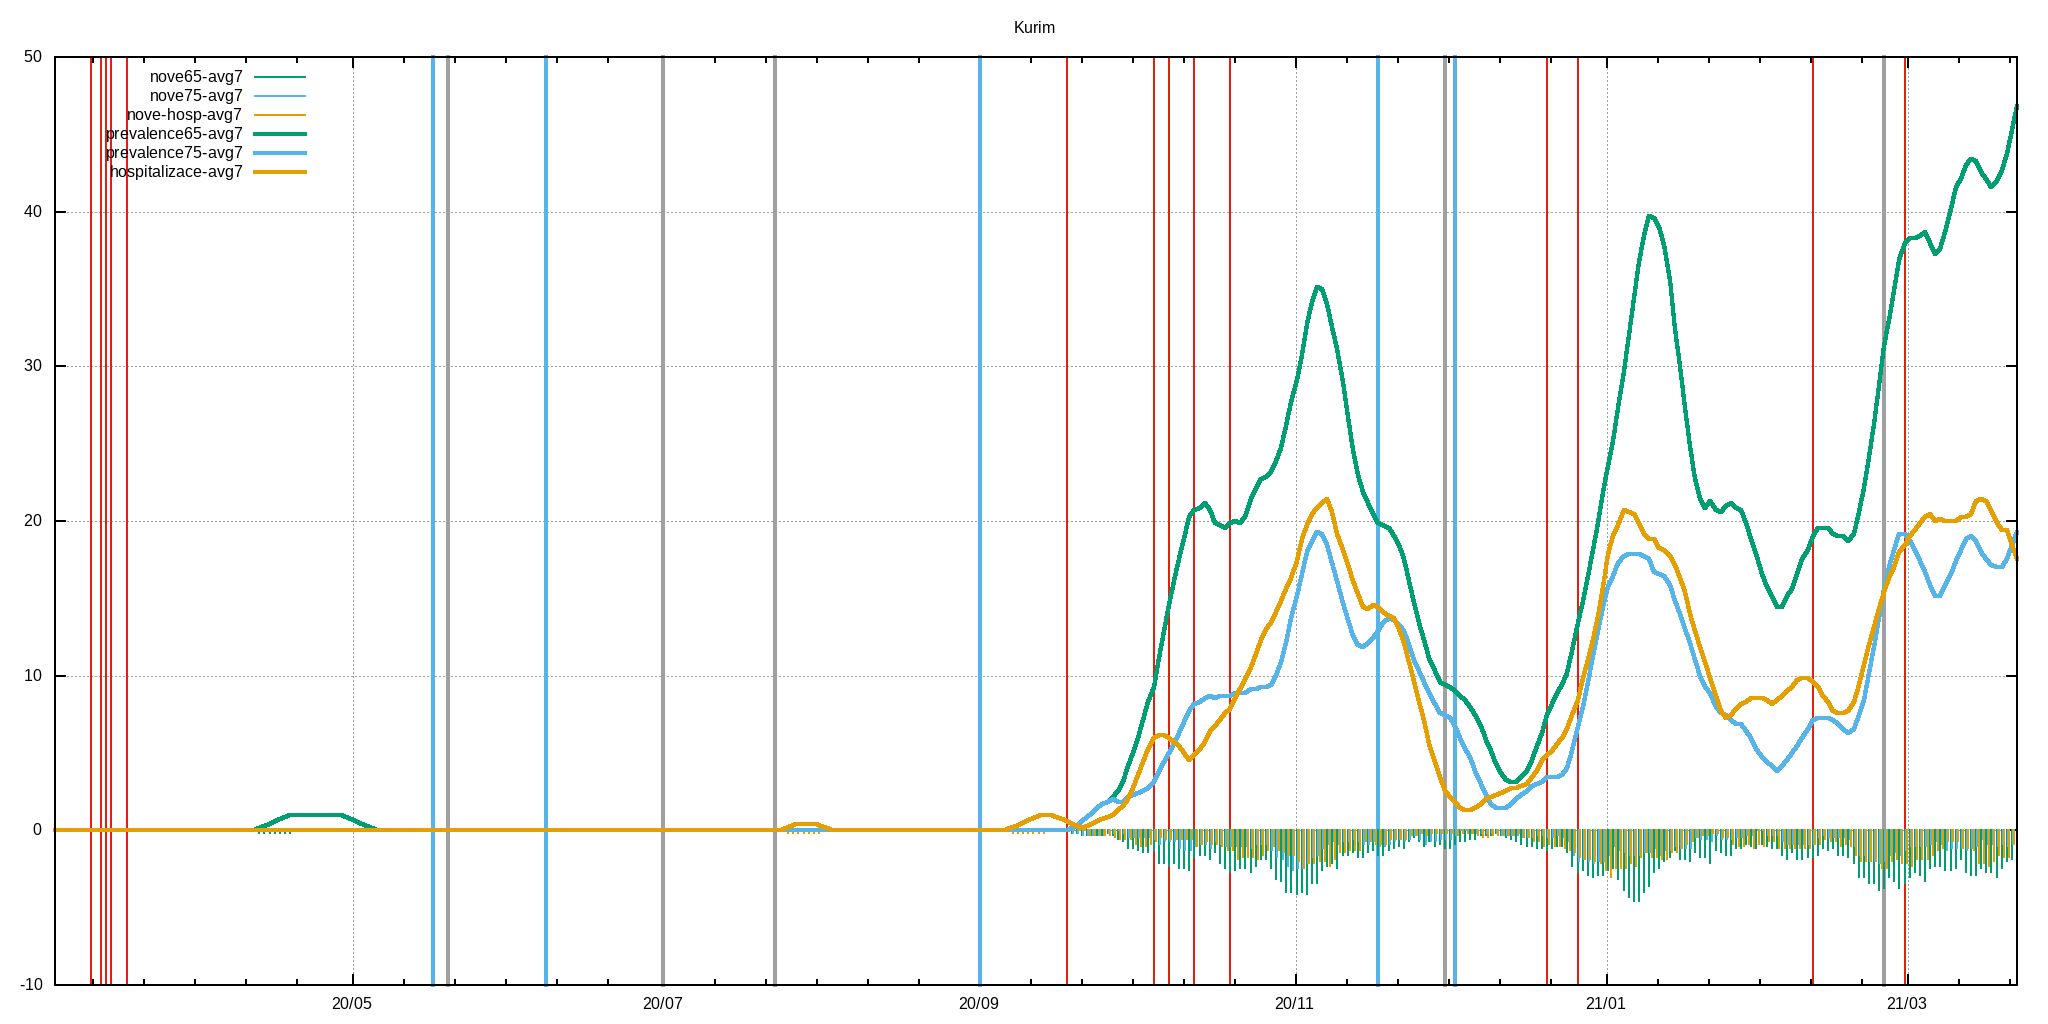 Kurim
50
40
30
20
10
0
-10
nove65-avg7
nove75-avg7
nove-hosp-avg7
prevalence65-avg7
prevalence75-avg7
hospitalizace-avg7
20/05
20/07
20/09
20/11
21/01
21/03